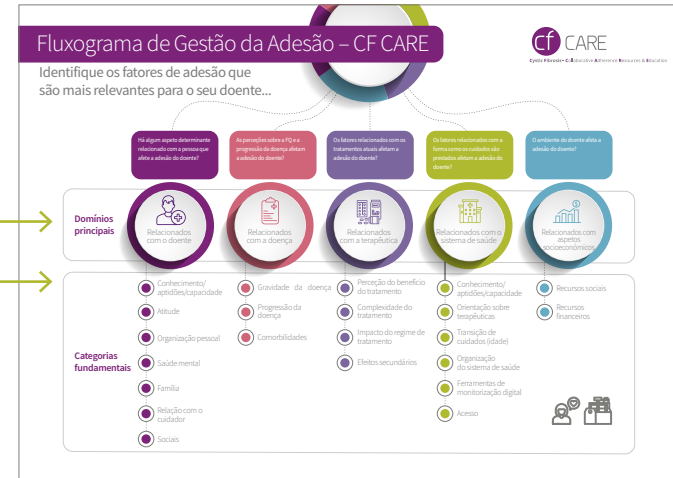 Fluxograma de Gestão da Adesão – CF CARE
cf CARE
Cystic Fibrosis • Collaborative Adherence Resources & Education
Identifique os fatores de adesão que
são mais relevantes para o seu doente...
Há algum aspeto determinante
relacionado com a pessoa que
afete a adesão do doente?
As perceções sobre a FQ e a
progressão da doença afetam
a adesão do doente?
Os fatores relacionados com os
tratamentos atuais afetam a
adesão do doente?
Os fatores relacionados com a
forma como os cuidados são
prestados afetam a adesão do
doente?
O ambiente do doente afeta a
adesão do doente?
Domínios
principais
Relacionados
com o doente
Relacionados
com a doença
Relacionados
com a terapêutica
Relacionados com o
sistema de saúde
Relacionados com
aspetos
socioeconómicos
Categorias
fundamentais
Conhecimento/
aptidões/capacidade
Atitude
Organização pessoal
Saúde mental
Família
Relação com o
cuidador
Sociais
Gravidade da doença
Progressão da
doença
Comorbilidades
Perceção do benefício
do tratamento
Complexidade do
tratamento
Impacto do regime de
tratamento
Efeitos secundários
Conhecimento/
aptidões/capacidade
Orientação sobre
terapêuticas
Transição de
cuidados (idade)
Organização
do sistema de saúde
Ferramentas de
monitorização digital
Acesso
Recursos sociais
Recursos
financeiros